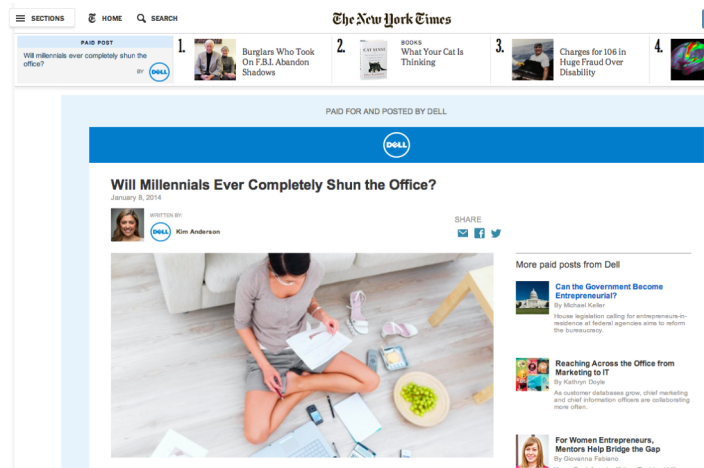 SECTIONS
HOME
SEARCH
The New York Times
PAID POST
Will millennials ever completely shun the
office?
BY DELL
1.
Burglars Who Took
On F.B.I. Abandon
Shadows
2.
CAT SENSE
BOOKS
What Your Cat Is
Thinking
3.
Charges for 106 in
Huge Fraud Over
Disability
4.
PAID FOR AND POSTED BY DELL
DELL
Will Millennials Ever Completely Shun the Office?
January 8, 2014
WRITTEN BY
DELL Kim Anderson
SHARE
More paid posts from Dell
Can the Government Become
Entrepreneurial?
By Michael Keller
House legislation calling for entrepreneurs-in-
residence at federal agencies aims to reform
the bureaucracy.
Reaching Across the Office from
Marketing to IT
By Kathryn Doyle
As customer databases grow, chief marketing
and chief information officers are collaborating
more often.
For Women Entrepreneurs,
Mentors Help Bridge the Gap
By Giovanna Fabiano